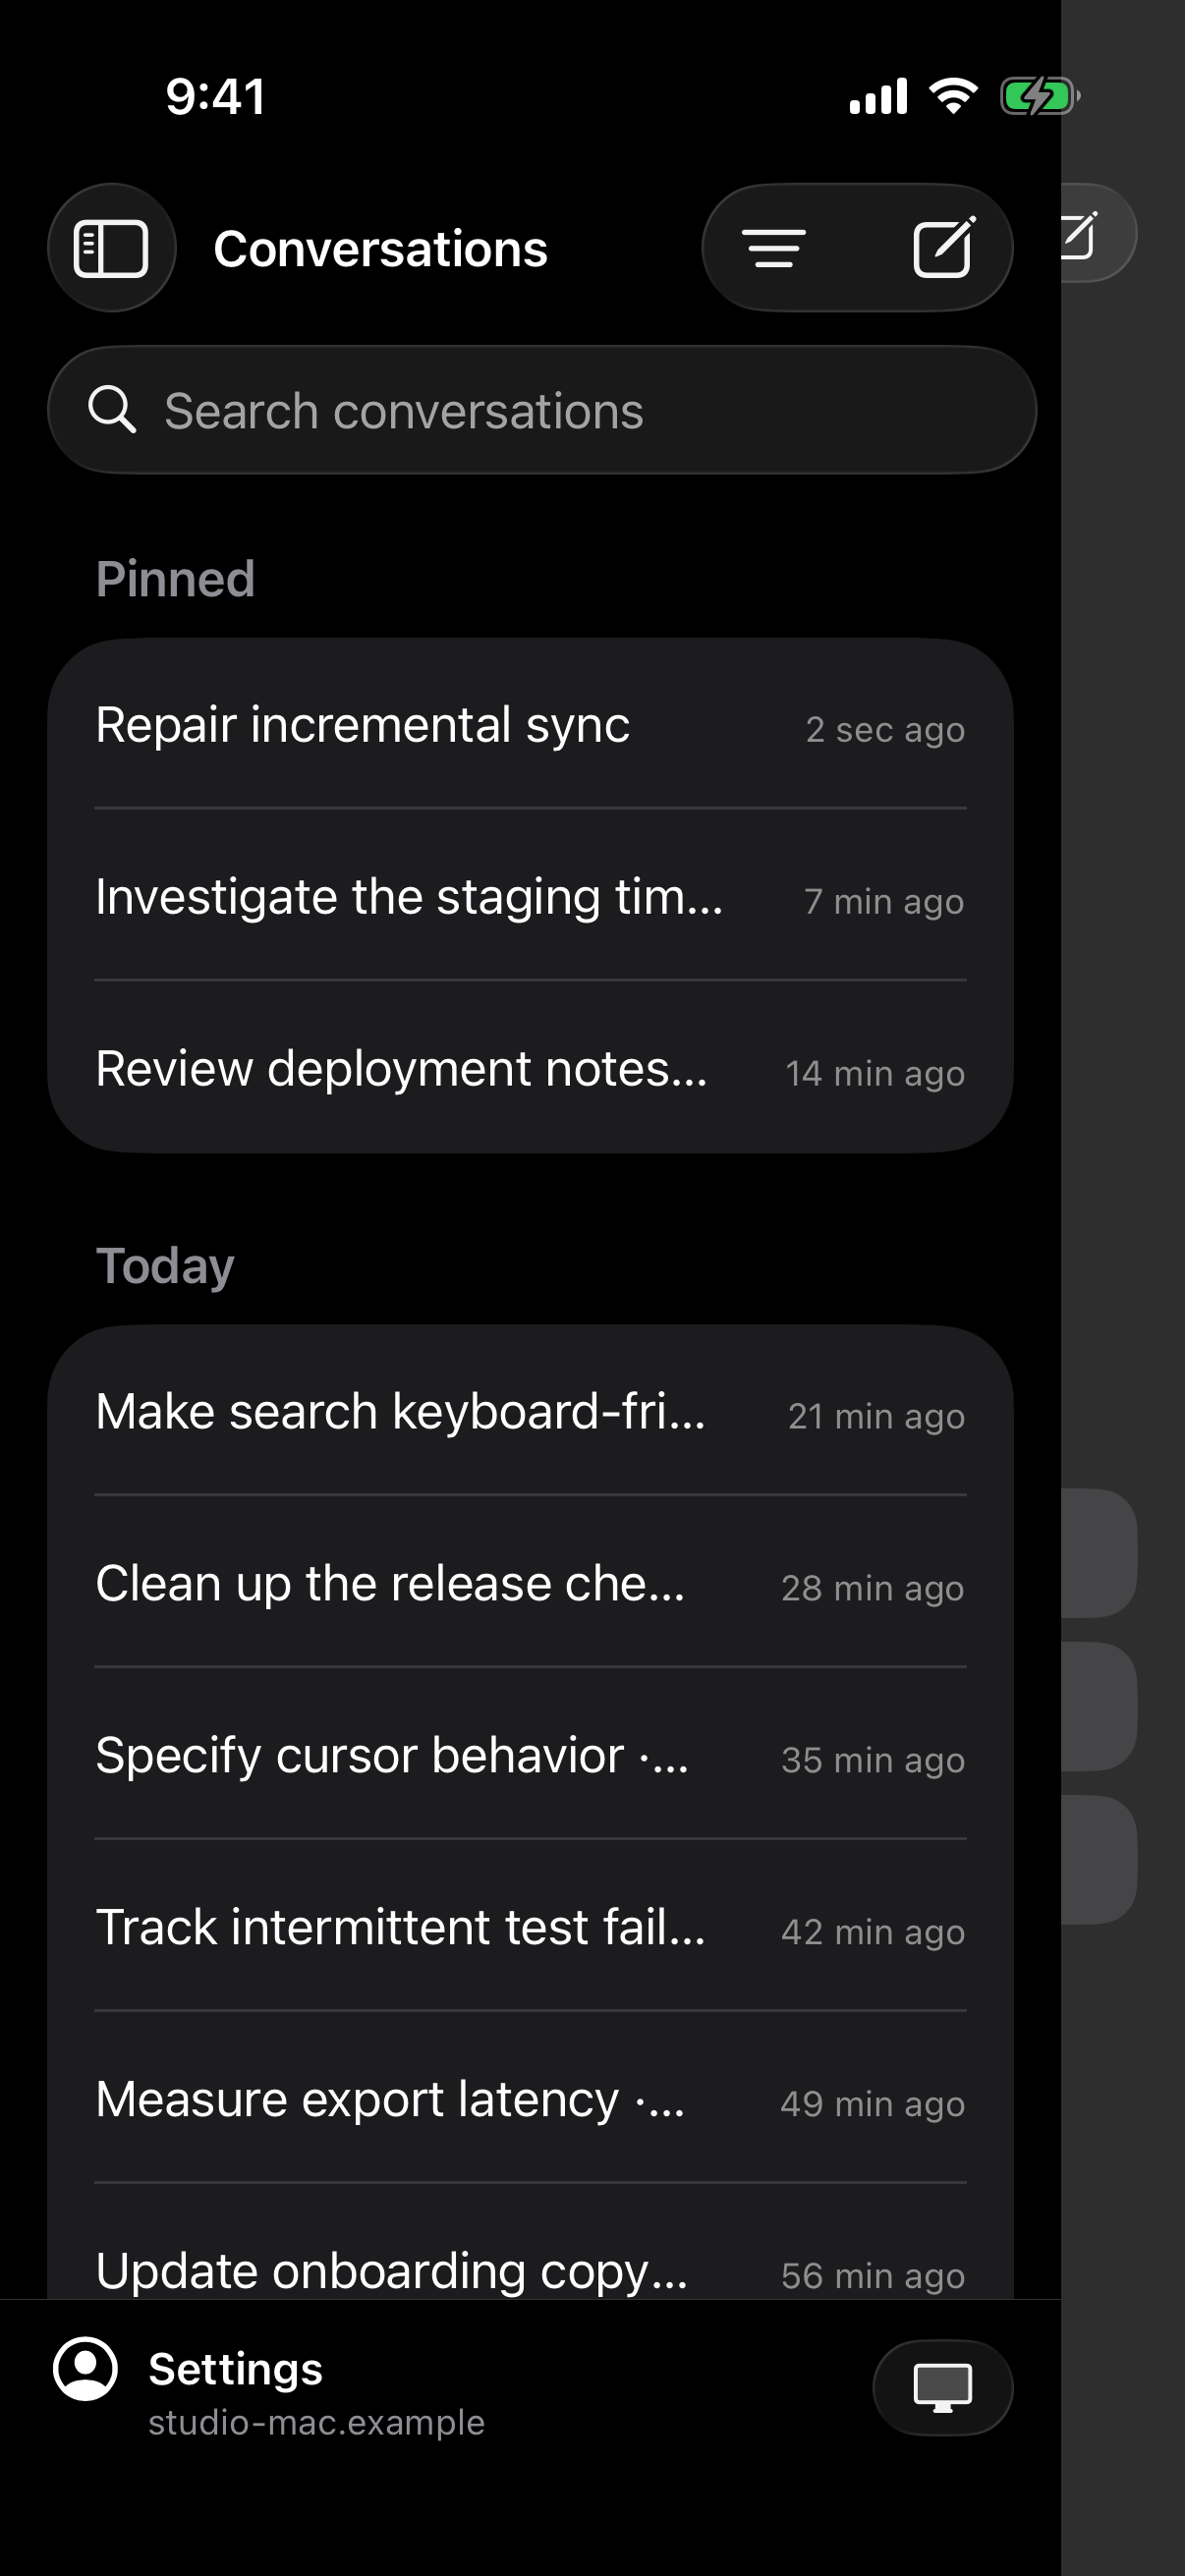 9:41
Conversations
Search conversations
Pinned
Repair incremental sync 2 sec ago
Investigate the staging tim... 7 min ago
Review deployment notes... 14 min ago
Today
Make search keyboard-fri... 21 min ago
Clean up the release che... 28 min ago
Specify cursor behavior ·... 35 min ago
Track intermittent test fail... 42 min ago
Measure export latency ·... 49 min ago
Update onboarding copy... 56 min ago
Settings
studio-mac.example